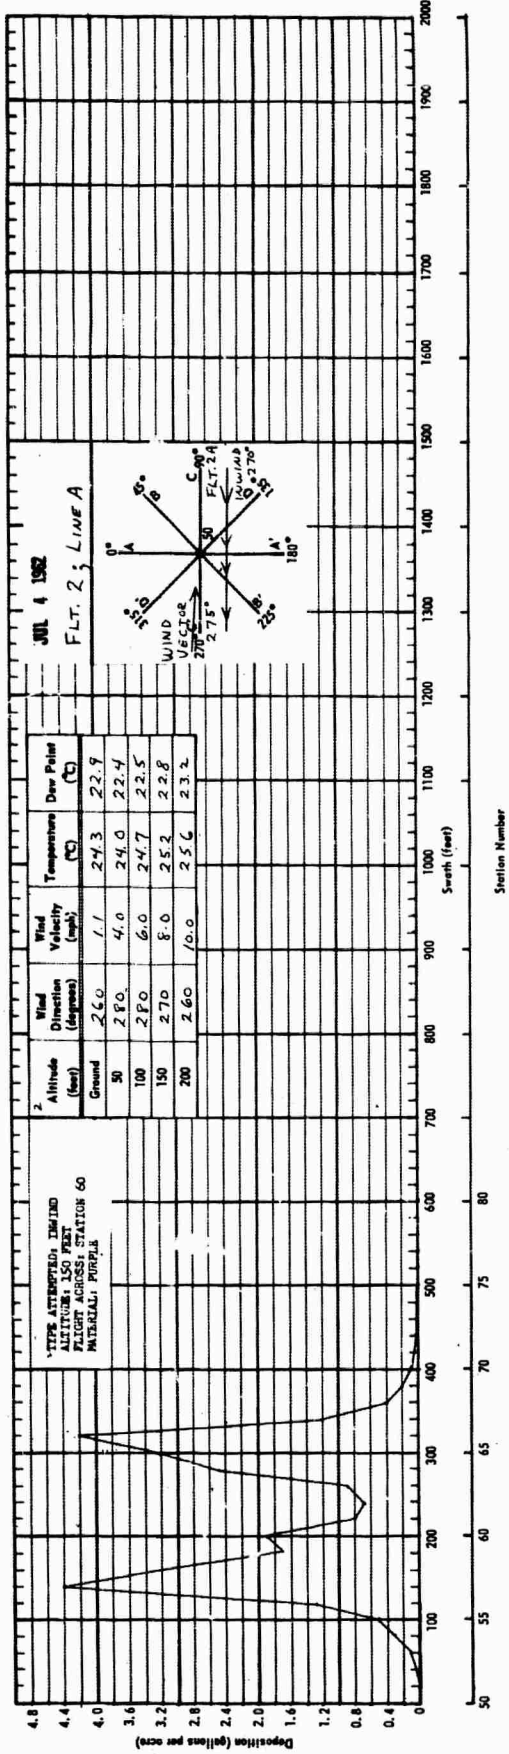 Deposition (gallons per acre)
4.8
4.4
4.0
3.6
3.2
2.8
2.4
2.0
1.6
1.2
0.8
0.4
0
TYPE ATTEMPTED: INWIND
ALTITUDE: 150 FEET
FLIGHT ACROSS: STATION 60
MATERIAL: PURPLE
2 Altitude (feet) Wind Direction (degrees) Wind Velocity (mph) Temperature (°C) Dew Point (°C)
Ground 260 1.1 24.3 22.9
50 280 4.0 24.0 22.4
100 280 6.0 24.7 22.5
150 270 8.0 25.2 22.8
200 260 10.0 25.6 23.2
JUL 4 1962
FLT. 2; LINE A
0°
A
45°
B
315°
C 90°
50
FLT. 2A
INWIND
270°
WIND
VECTOR
275°
270°
D
135°
A'
180°
B'
225°
100 200 300 400 500 600 700 800 900 1000 1100 1200 1300 1400 1500 1600 1700 1800 1900 2000
Swath (feet)
50 55 60 65 70 75 80
Station Number